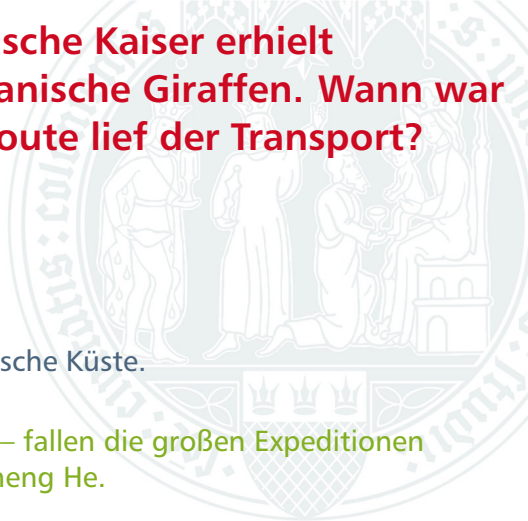 sche Kaiser erhielt
anische Giraffen. Wann war
oute lief der Transport?
sche Küste.
– fallen die großen Expeditionen
heng He.